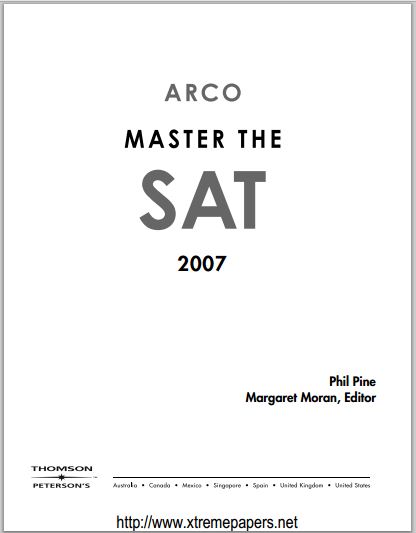 ARCO
MASTER THE
SAT
2007
Phil Pine
Margaret Moran, Editor
THOMSON
PETERSON'S
Australia • Canada • Mexico • Singapore • Spain • United Kingdom • United States
http://www.xtremepapers.net